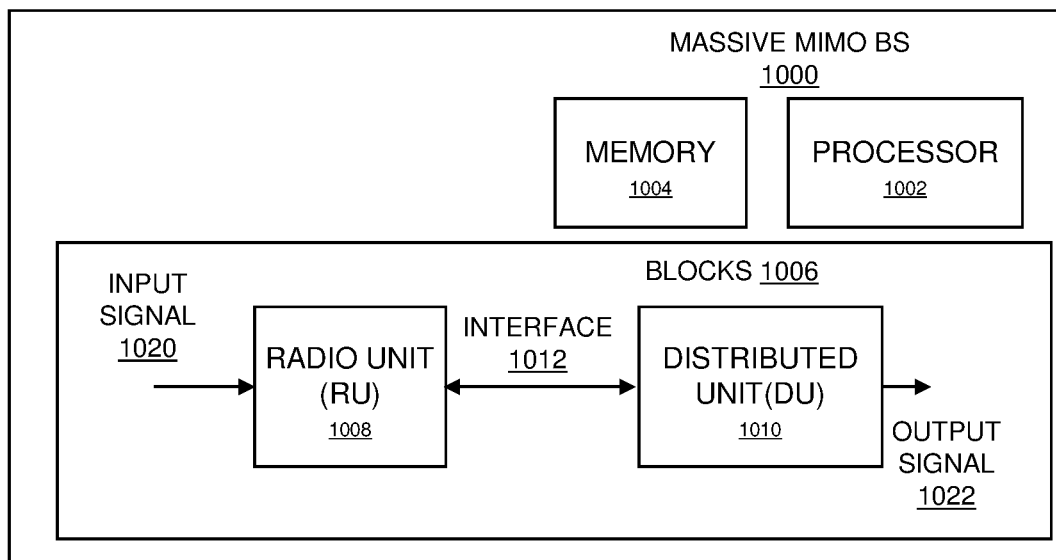 MASSIVE MIMO BS
1000
MEMORY
1004
PROCESSOR
1002
BLOCKS 1006
INPUT
SIGNAL
1020
RADIO UNIT
(RU)
1008
INTERFACE
1012
DISTRIBUTED
UNIT(DU)
1010
OUTPUT
SIGNAL
1022